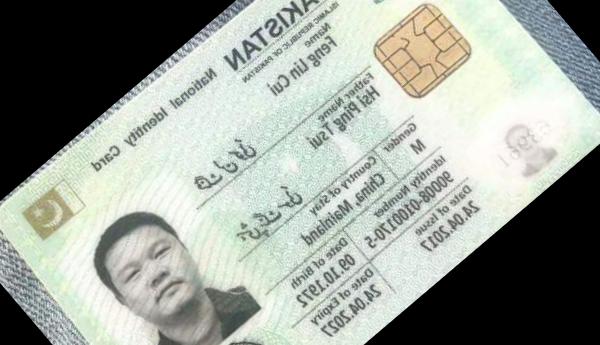 PAKISTAN
National Identity Card
ISLAMIC REPUBLIC OF PAKISTAN
Name
Feng Lin Cui
Father Name
Hsi Ping Tsui
Gender
M
Country of Stay
China, Mainland
Identity Number
90008-0100170-5
Date of Birth
09.10.1972
Date of Issue
24.04.2017
Date of Expiry
24.04.2027